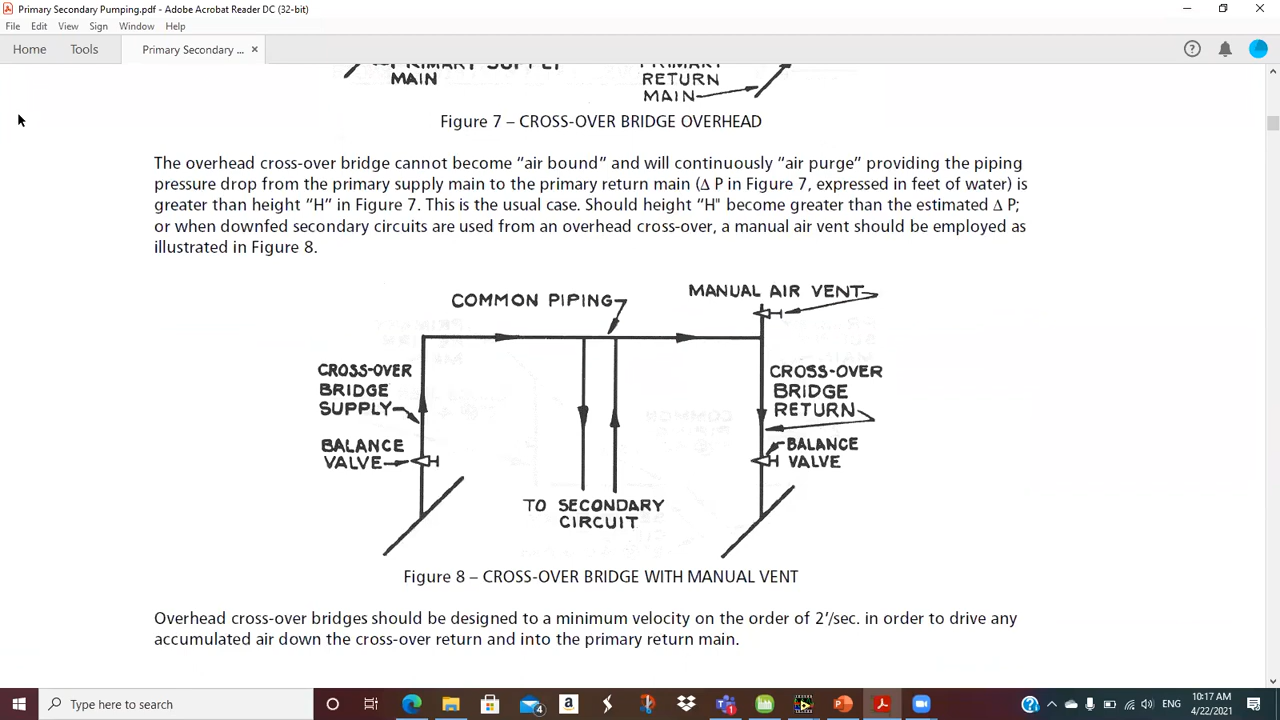 Primary Secondary Pumping.pdf - Adobe Acrobat Reader DC (32-bit)
File Edit View Sign Window Help
Home Tools Primary Secondary ... ×
PRIMARY SUPPLY MAIN
PRIMARY RETURN MAIN
Figure 7 – CROSS-OVER BRIDGE OVERHEAD
The overhead cross-over bridge cannot become “air bound” and will continuously “air purge” providing the piping
pressure drop from the primary supply main to the primary return main (Δ P in Figure 7, expressed in feet of water) is
greater than height “H” in Figure 7. This is the usual case. Should height “H" become greater than the estimated Δ P;
or when downfed secondary circuits are used from an overhead cross-over, a manual air vent should be employed as
illustrated in Figure 8.
COMMON PIPING
MANUAL AIR VENT
CROSS-OVER
BRIDGE
SUPPLY
BALANCE
VALVE
TO SECONDARY
CIRCUIT
CROSS-OVER
BRIDGE
RETURN
BALANCE
VALVE
Figure 8 – CROSS-OVER BRIDGE WITH MANUAL VENT
Overhead cross-over bridges should be designed to a minimum velocity on the order of 2’/sec. in order to drive any
accumulated air down the cross-over return and into the primary return main.
Type here to search
4
ENG
10:17 AM
4/22/2021